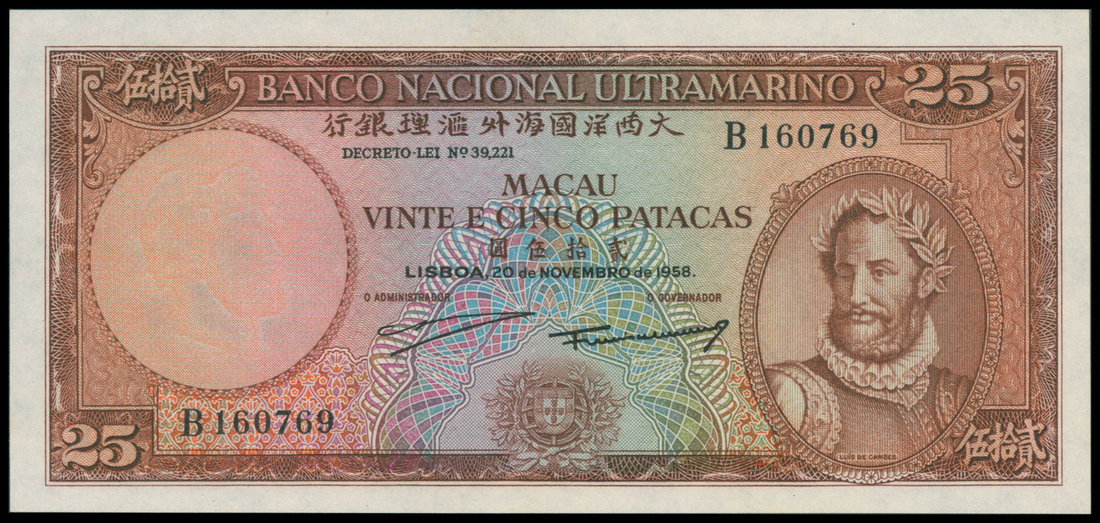 貳拾伍
BANCO NACIONAL ULTRAMARINO
25
大西洋國海外滙理銀行
B 160769
DECRETO-LEI Nº 39,221
MACAU
VINTE E CINCO PATACAS
貳拾伍圓
LISBOA, 20 de NOVEMBRO de 1958.
O ADMINISTRADOR
O GOVERNADOR
B 160769
25
LUÍS DE CAMÕES
貳拾伍